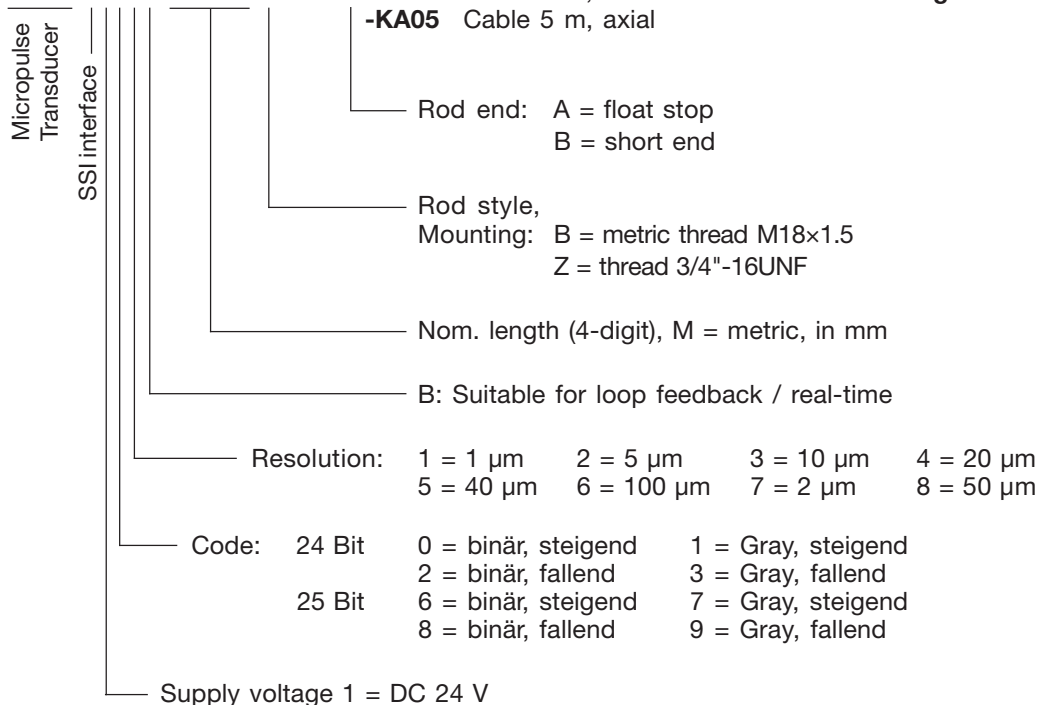 -KA05 Cable 5 m, axial
Micropulse
Transducer
SSI interface
Rod end: A = float stop
B = short end
Rod style,
Mounting: B = metric thread M18×1.5
Z = thread 3/4"-16UNF
Nom. length (4-digit), M = metric, in mm
B: Suitable for loop feedback / real-time
Resolution: 1 = 1 µm 2 = 5 µm 3 = 10 µm 4 = 20 µm
5 = 40 µm 6 = 100 µm 7 = 2 µm 8 = 50 µm
Code: 24 Bit 0 = binär, steigend 1 = Gray, steigend
2 = binär, fallend 3 = Gray, fallend
25 Bit 6 = binär, steigend 7 = Gray, steigend
8 = binär, fallend 9 = Gray, fallend
Supply voltage 1 = DC 24 V